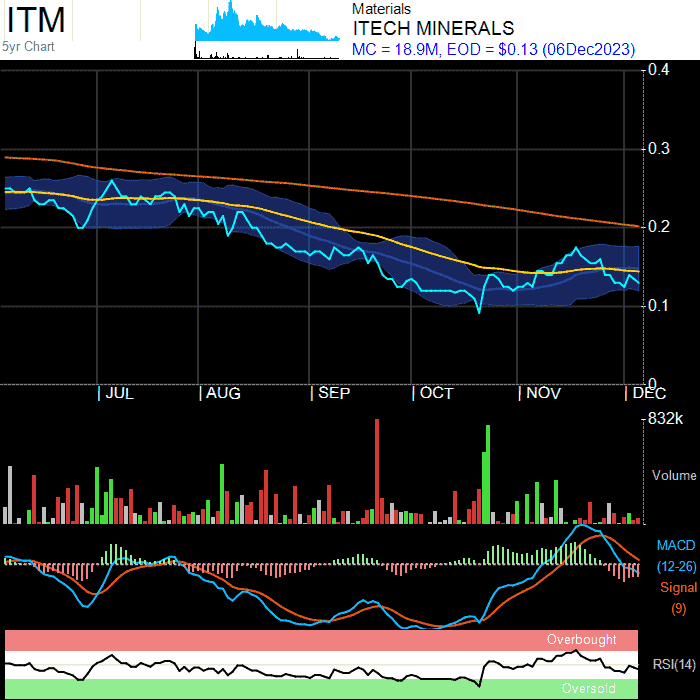 ITM
5yr Chart
Materials
ITECH MINERALS
MC = 18.9M, EOD = $0.13 (06Dec2023)
0.4
0.3
0.2
0.1
0
| JUL | AUG | SEP | OCT | NOV | DEC
832k
Volume
MACD
(12-26)
Signal
(9)
Overbought
RSI(14)
Oversold